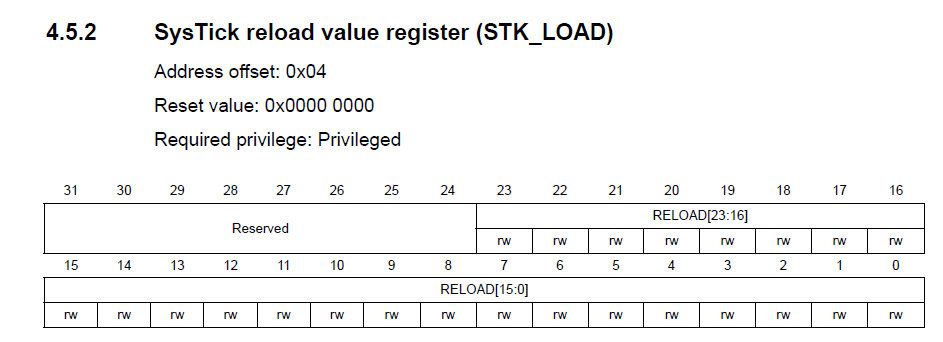 4.5.2 SysTick reload value register (STK_LOAD)
Address offset: 0x04
Reset value: 0x0000 0000
Required privilege: Privileged
31 30 29 28 27 26 25 24 23 22 21 20 19 18 17 16
Reserved RELOAD[23:16]
rw rw rw rw rw rw rw rw
15 14 13 12 11 10 9 8 7 6 5 4 3 2 1 0
RELOAD[15:0]
rw rw rw rw rw rw rw rw rw rw rw rw rw rw rw rw